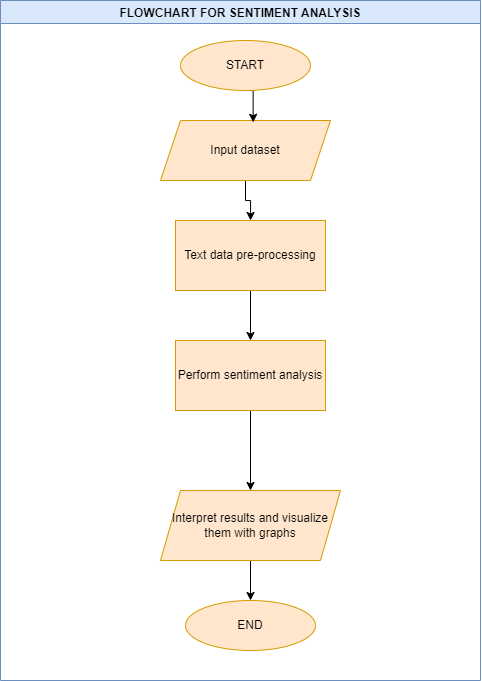 FLOWCHART FOR SENTIMENT ANALYSIS
START
Input dataset
Text data pre-processing
Perform sentiment analysis
Interpret results and visualize
them with graphs
END